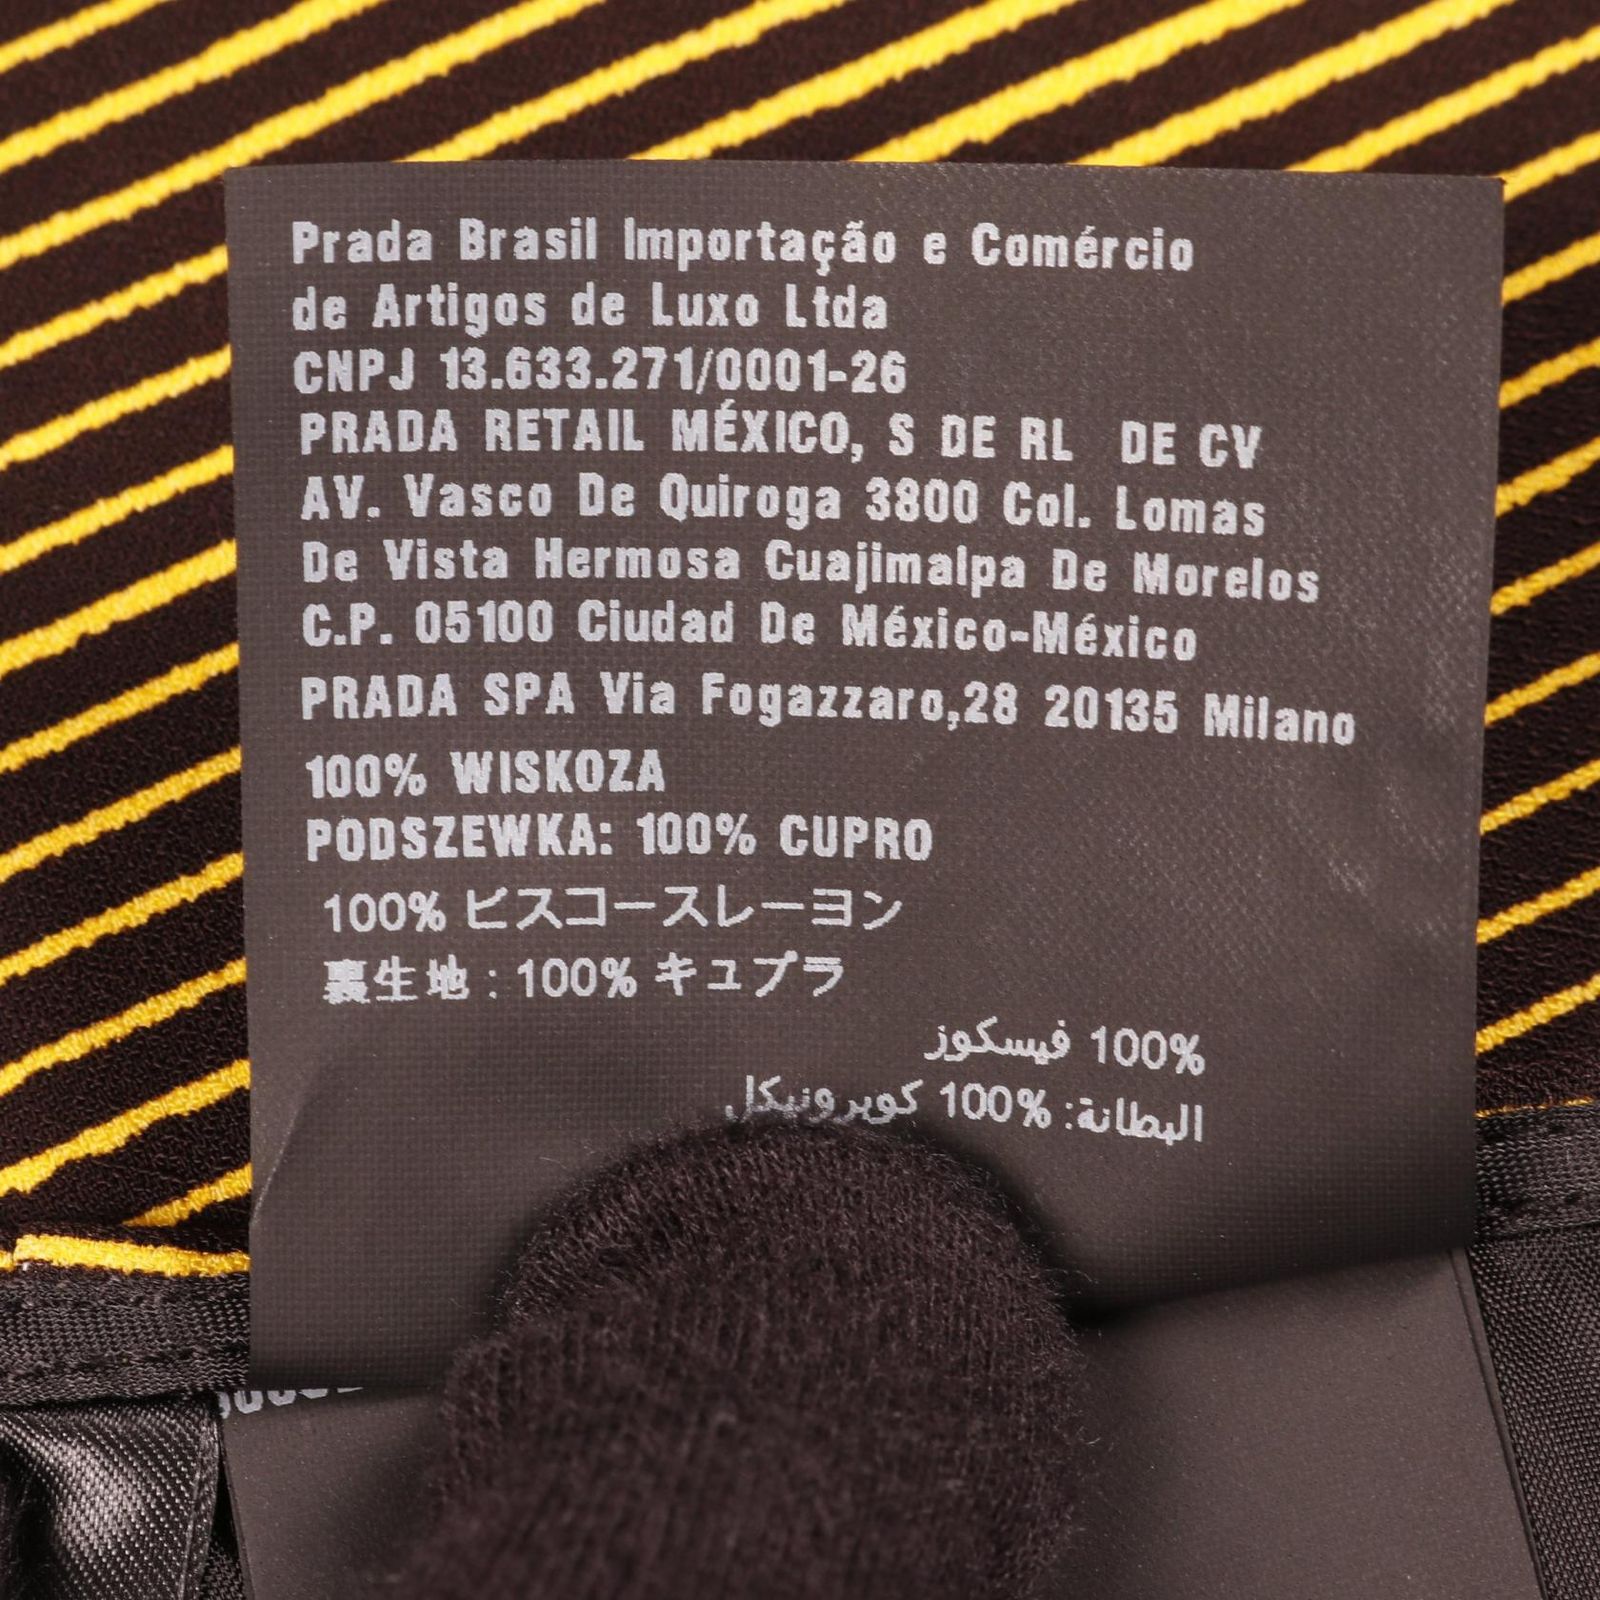 Prada Brasil Importação e Comércio
de Artigos de Luxo Ltda
CNPJ 13.633.271/0001-26
PRADA RETAIL MÉXICO, S DE RL DE CV
AV. Vasco De Quiroga 3800 Col. Lomas
De Vista Hermosa Cuajimalpa De Morelos
C.P. 05100 Ciudad De México-México
PRADA SPA Via Fogazzaro,28 20135 Milano
100% WISKOZA
PODSZEWKA: 100% CUPRO
100% ビスコースレーヨン
裏生地 : 100% キュプラ
100% فيسكوز
البطانة: 100% كوبرونيكل